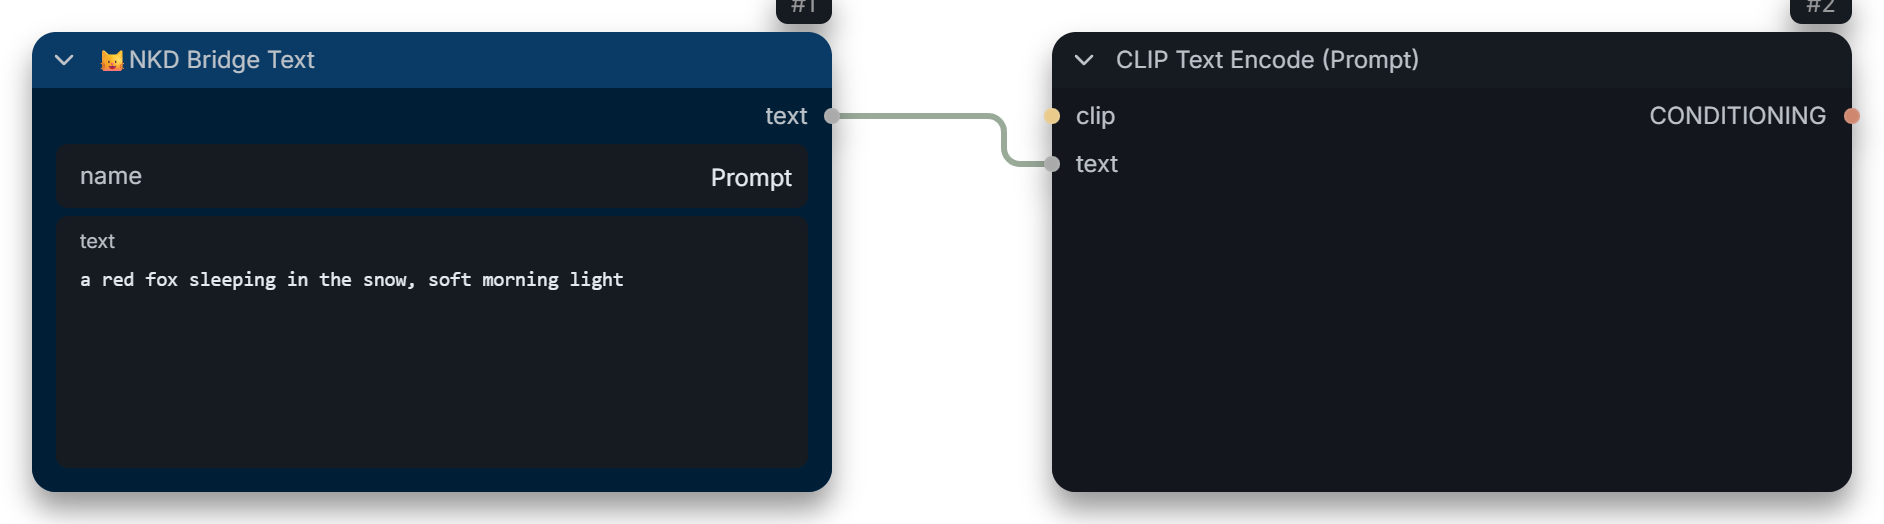 #1
#2
NKD Bridge Text
CLIP Text Encode (Prompt)
text
clip
CONDITIONING
text
name
Prompt
text
a red fox sleeping in the snow, soft morning light